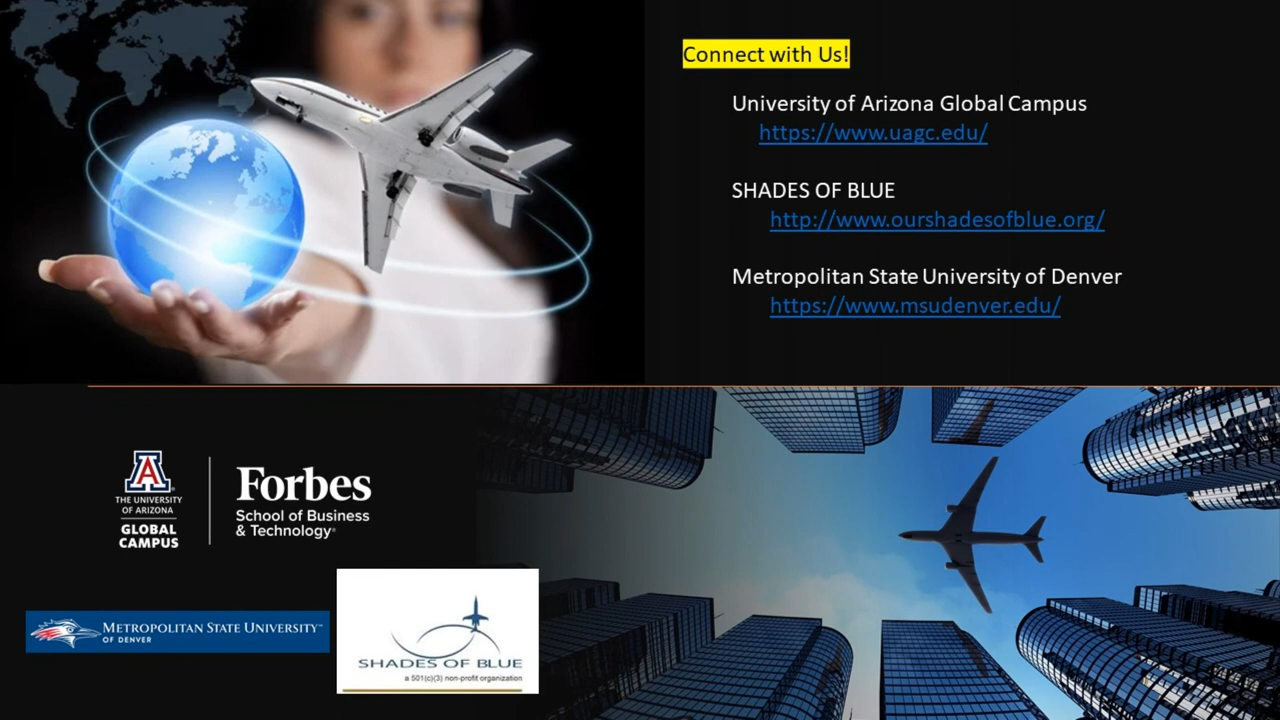 Connect with Us!
University of Arizona Global Campus
https://www.uagc.edu/
SHADES OF BLUE
http://www.ourshadesofblue.org/
Metropolitan State University of Denver
https://www.msudenver.edu/
A
THE UNIVERSITY
OF ARIZONA
GLOBAL
CAMPUS
Forbes
School of Business
& Technology®
METROPOLITAN STATE UNIVERSITY™
OF DENVER
SHADES OF BLUE
a 501(c)(3) non-profit organization